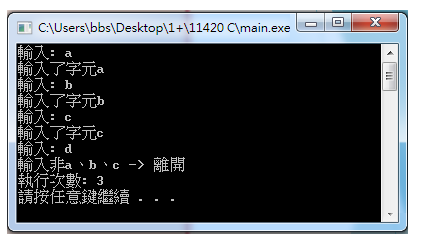 C:\Users\bbs\Desktop\1+\11420 C\main.exe
輸入: a
輸入了字元a
輸入: b
輸入了字元b
輸入: c
輸入了字元c
輸入: d
輸入非a、b、c -> 離開
執行次數: 3
請按任意鍵繼續 . . .